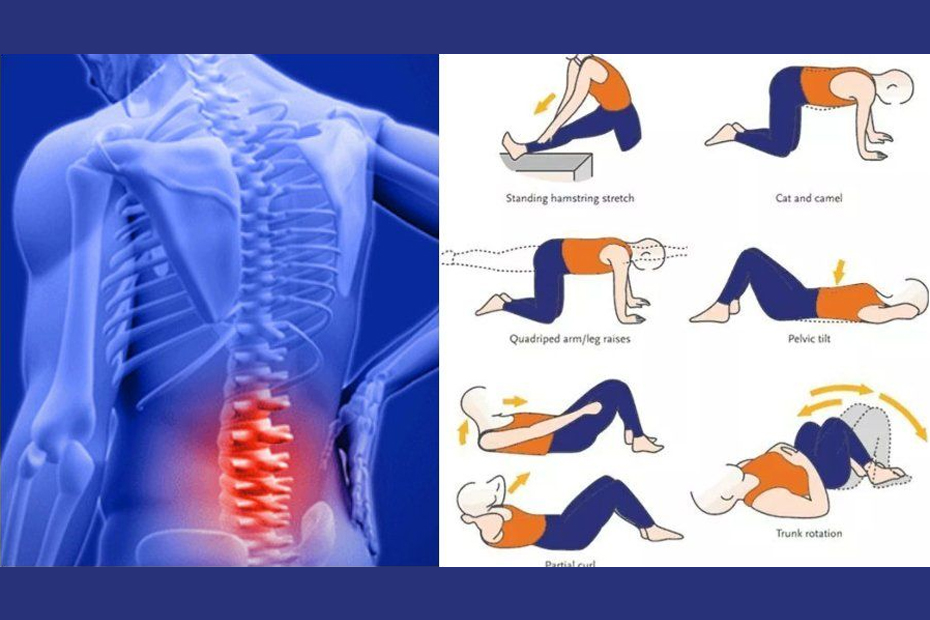 Standing hamstring stretch
Cat and camel
Quadriped arm/leg raises
Pelvic tilt
Trunk rotation
Partial curl